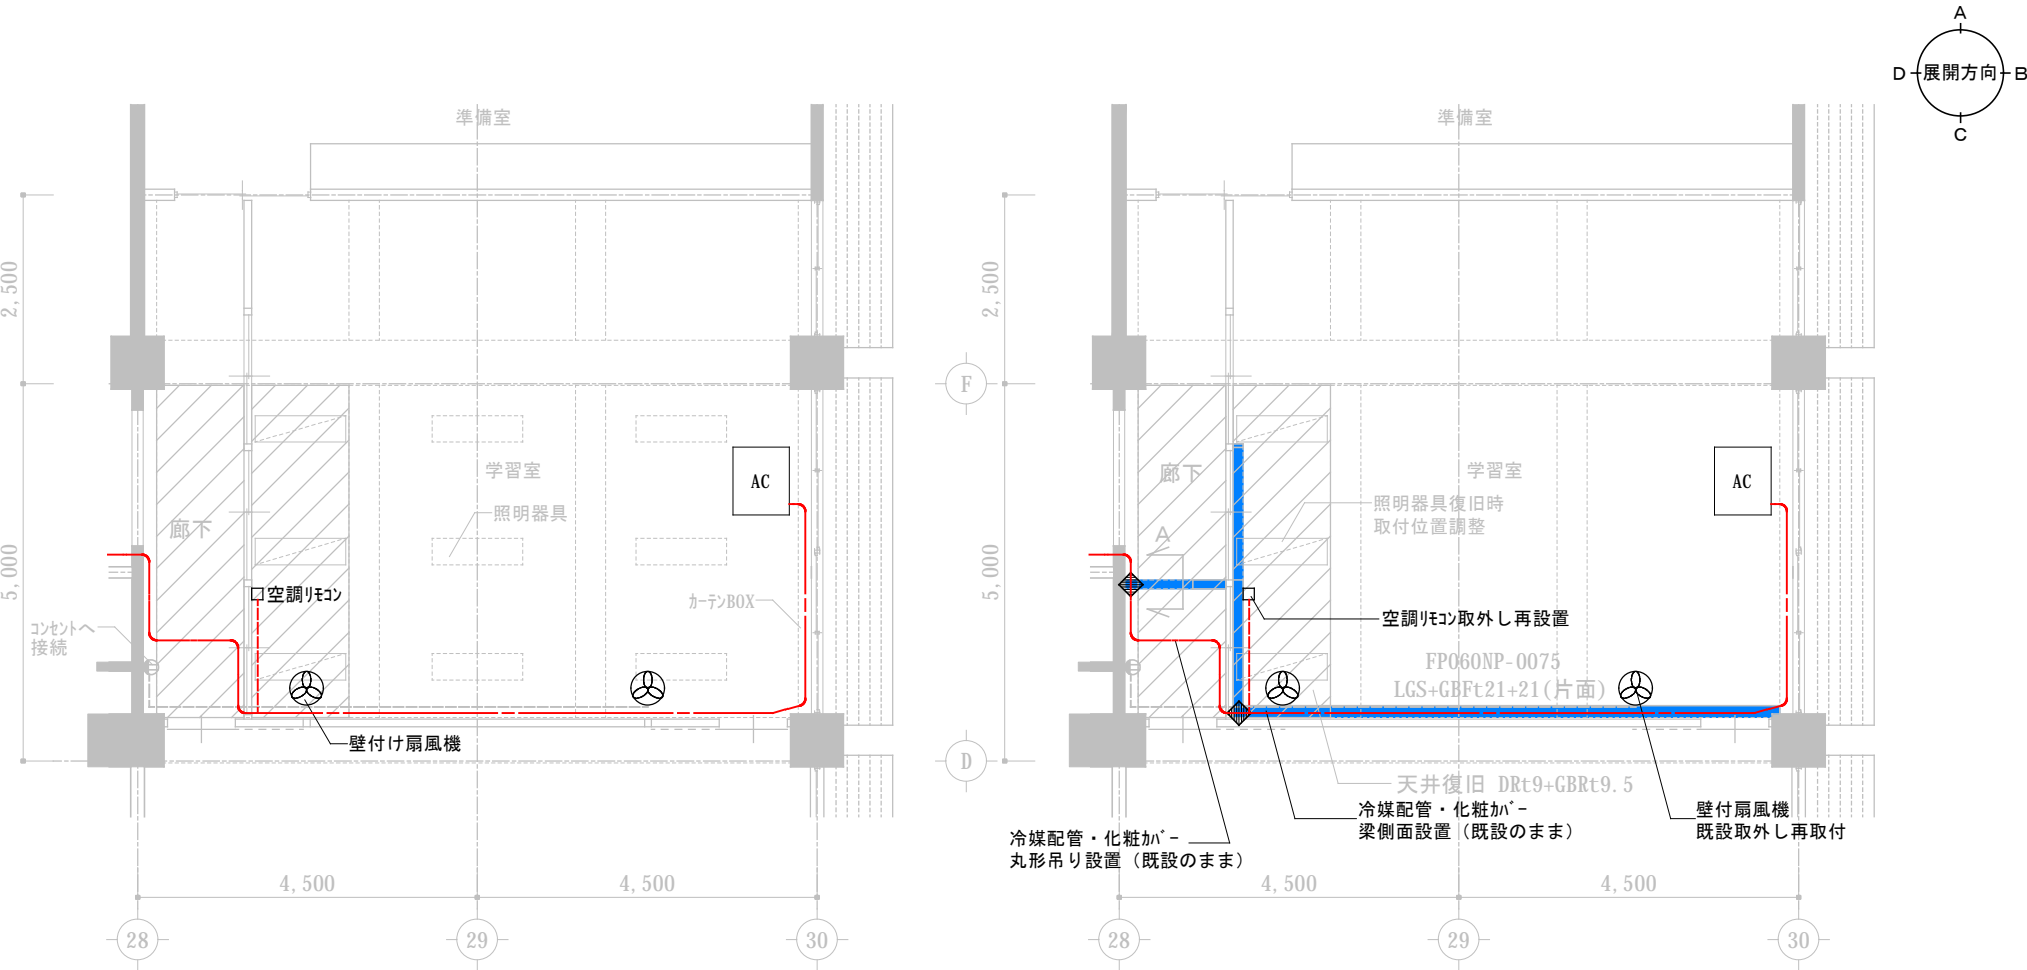 A
D
展開方向
B
C
準備室
2,500
5,000
学習室
照明器具
AC
廊下
空調ﾘﾓｺﾝ
ｶｰﾃﾝBOX
ｺﾝｾﾝﾄへ
接続
壁付け扇風機
4,500
4,500
28
29
30
準備室
2,500
F
5,000
学習室
廊下
AC
照明器具復旧時
取付位置調整
A
空調ﾘﾓｺﾝ取外し再設置
FP060NP-0075
LGS+GBFt21+21(片面)
D
天井復旧 DRt9+GBRt9.5
冷媒配管・化粧ｶﾊﾞｰ
梁側面設置（既設のまま）
壁付扇風機
既設取外し再取付
冷媒配管・化粧ｶﾊﾞｰ
丸形吊り設置（既設のまま）
4,500
4,500
28
29
30